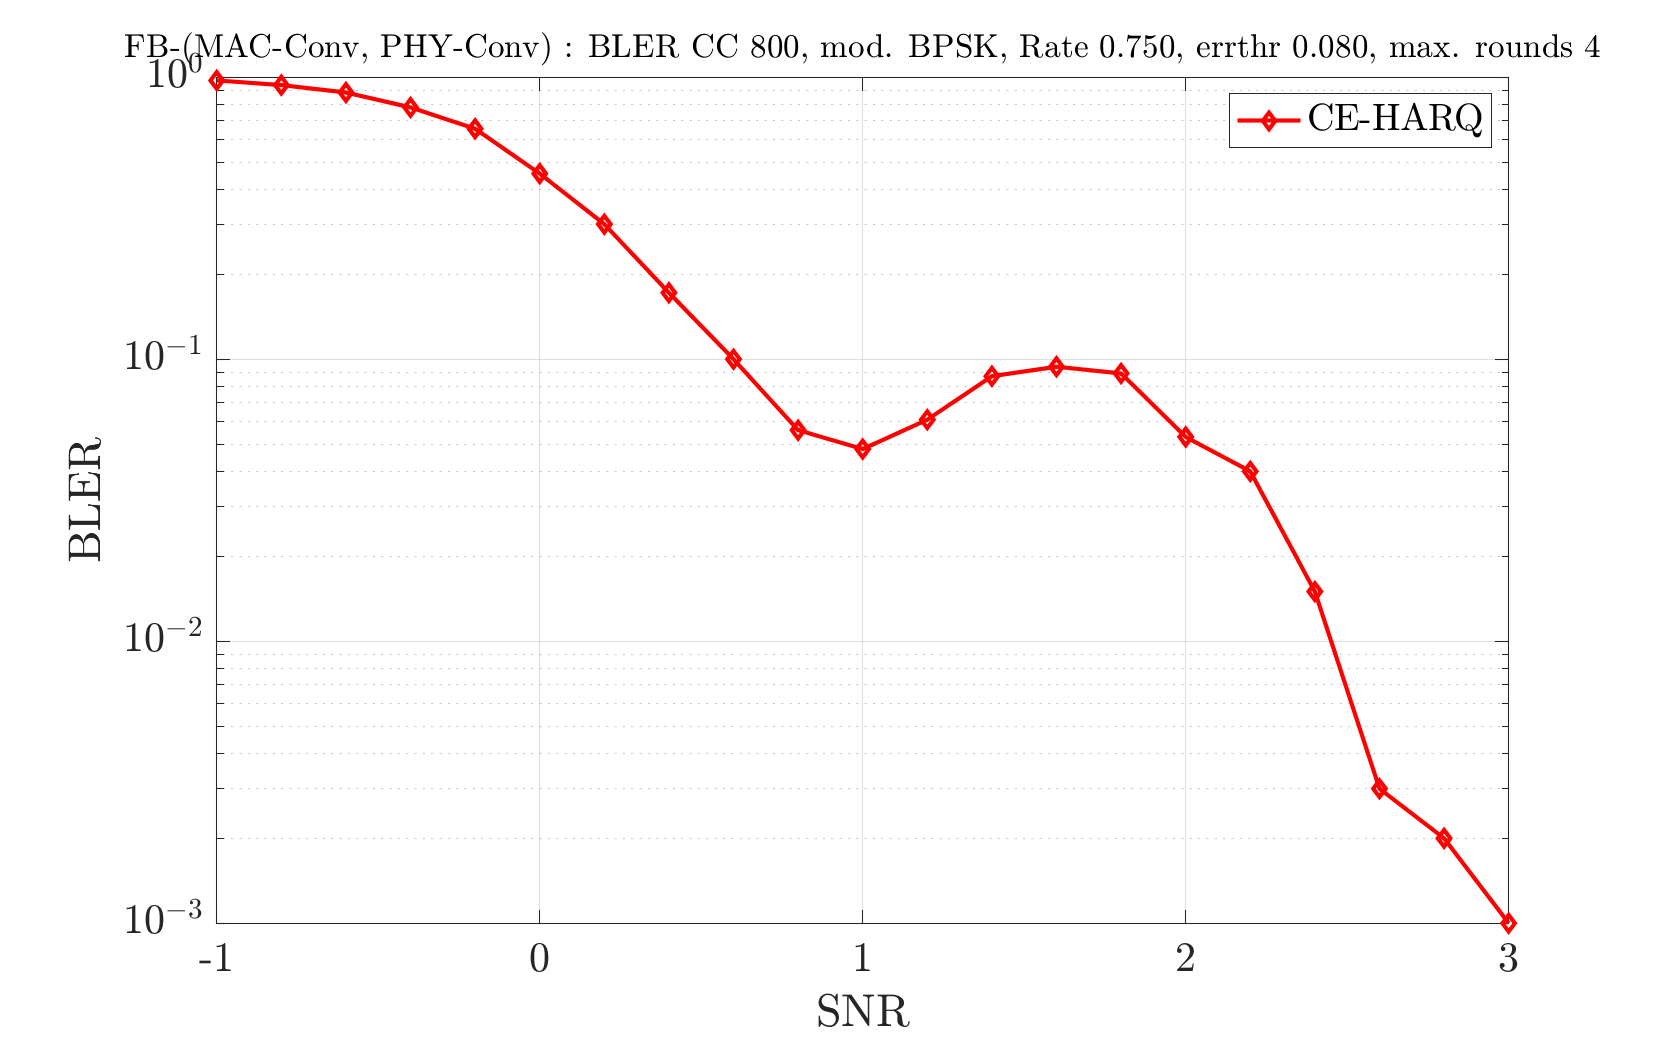 FB-(MAC-Conv, PHY-Conv) : BLER CC 800, mod. BPSK, Rate 0.750, errthr 0.080, max. rounds 4
10^0
CE-HARQ
10^−1
BLER
10^−2
10^−3
-1 0 1 2 3
SNR